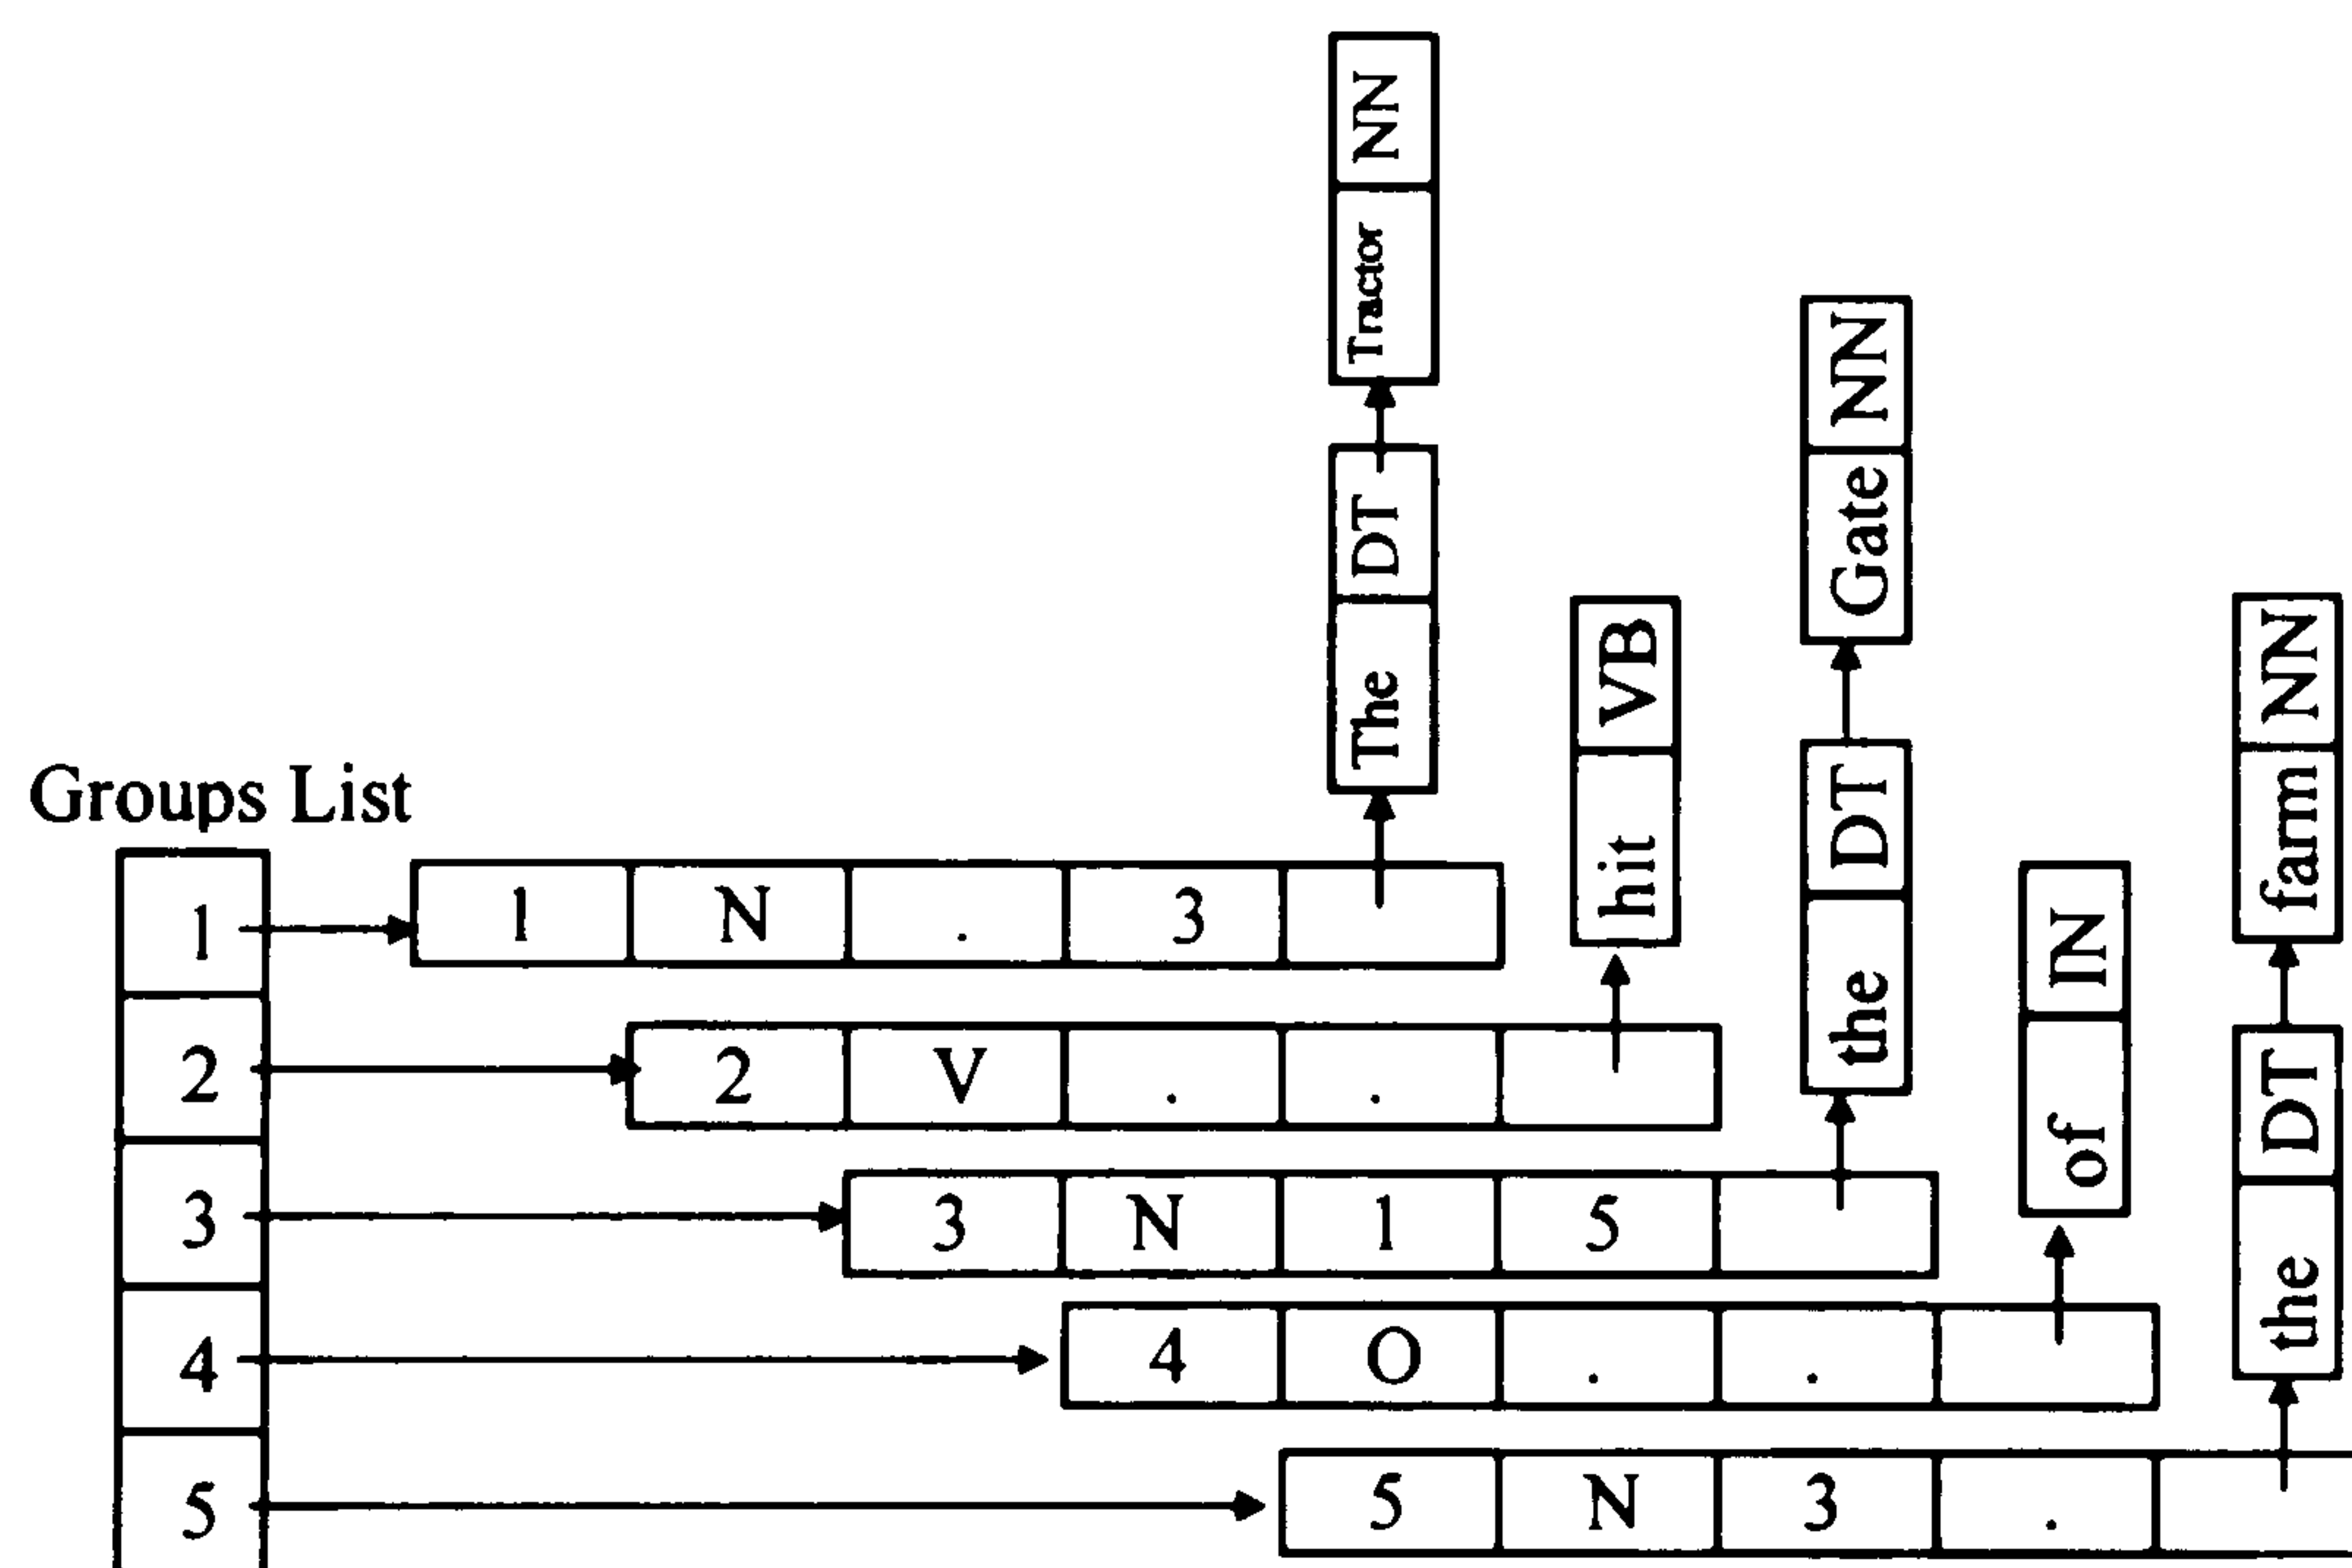 Tractor NN
The DT
Gate NN
the DT
hit VB
farm NN
the DT
of IN
Groups List
1 1 N . 3
2 2 V . .
3 3 N 1 5
4 4 O . .
5 5 N 3 .